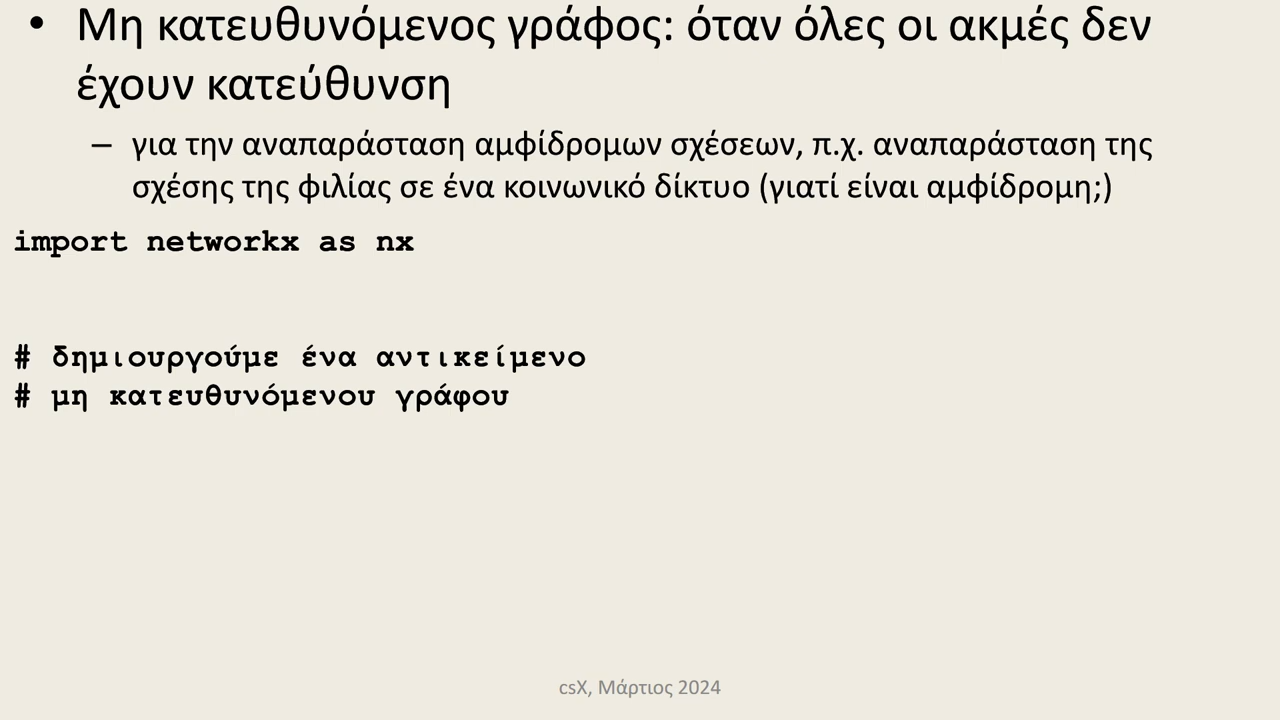 • Μη κατευθυνόμενος γράφος: όταν όλες οι ακμές δεν
έχουν κατεύθυνση
– για την αναπαράσταση αμφίδρομων σχέσεων, π.χ. αναπαράσταση της
σχέσης της φιλίας σε ένα κοινωνικό δίκτυο (γιατί είναι αμφίδρομη;)
import networkx as nx
# δημιουργούμε ένα αντικείμενο
# μη κατευθυνόμενου γράφου
csX, Μάρτιος 2024